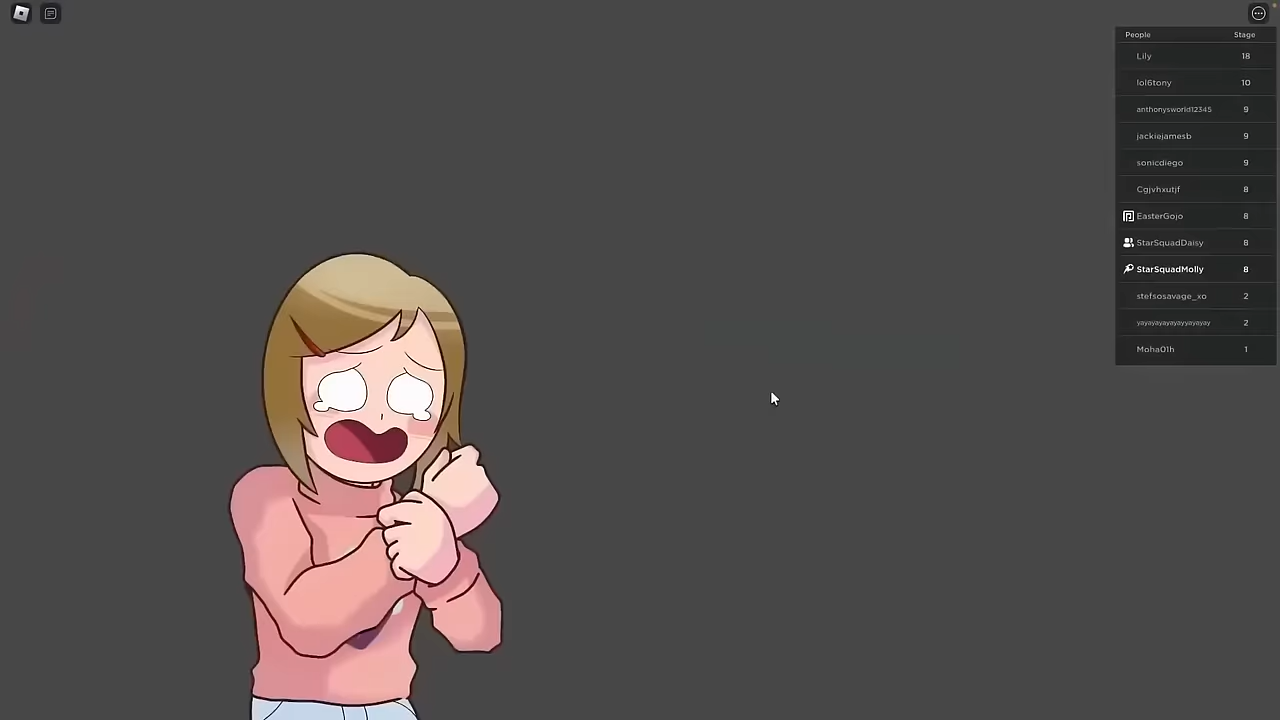 People Stage
Lily 18
lol6tony 10
anthonysworld12345 9
jackiejamesb 9
sonicdiego 9
Cgjvhxutjf 8
EasterGojo 8
StarSquadDaisy 8
StarSquadMolly 8
stefsosavage_xo 2
yayayayayayayyayayay 2
Moha01h 1